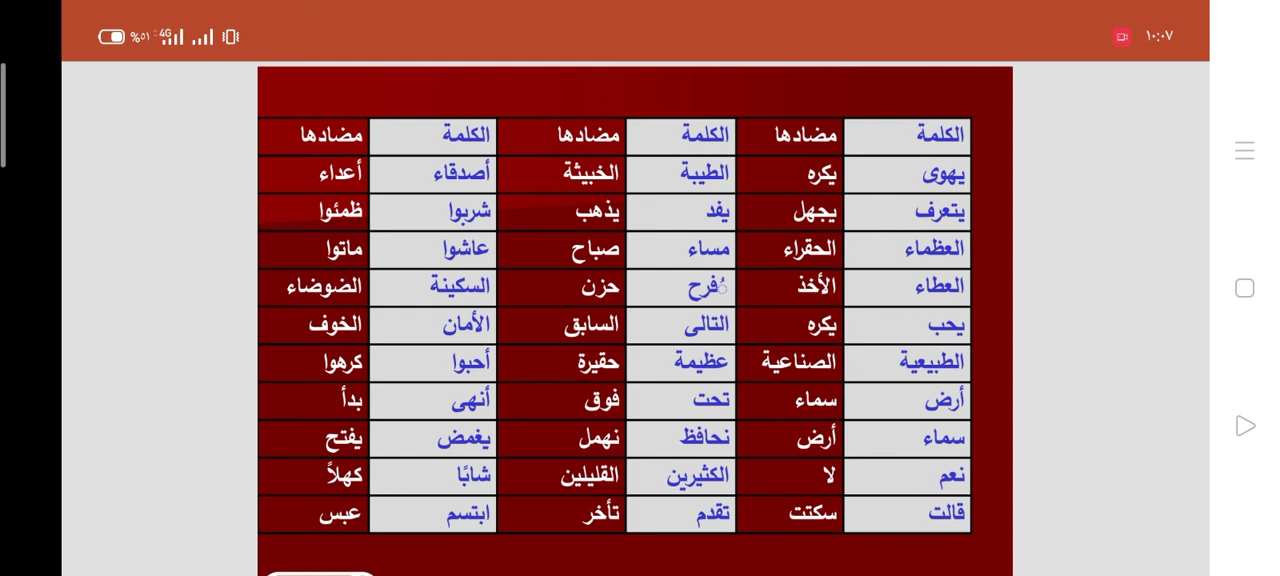 %٥١ 4G ١٠:٠٧
الكلمة مضادها الكلمة مضادها الكلمة مضادها
يهوى يكره الطيبة الخبيثة أصدقاء أعداء
يتعرف يجهل يفد يذهب شربوا ظمئوا
العظماء الحقراء مساء صباح عاشوا ماتوا
العطاء الأخذ ُفرح حزن السكينة الضوضاء
يحب يكره التالى السابق الأمان الخوف
الطبيعية الصناعية عظيمة حقيرة أحبوا كرهوا
أرض سماء تحت فوق أنهى بدأ
سماء أرض نحافظ نهمل يغمض يفتح
نعم لا الكثيرين القليلين شابًا كهلاً
قالت سكتت تقدم تأخر ابتسم عبس